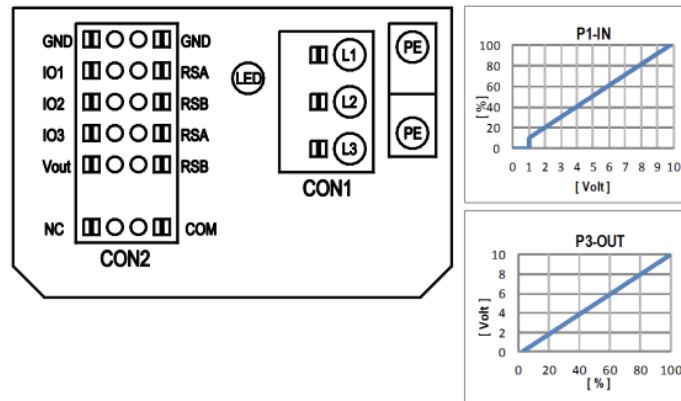 GND GND
IO1 RSA
IO2 RSB
IO3 RSA
Vout RSB
NC COM
CON2
LED
L1
L2
L3
CON1
PE
PE
P1-IN
[ % ]
100
80
60
40
20
0
0 1 2 3 4 5 6 7 8 9 10
[ Volt ]
P3-OUT
[ Volt ]
10
8
6
4
2
0
0 20 40 60 80 100
[ % ]